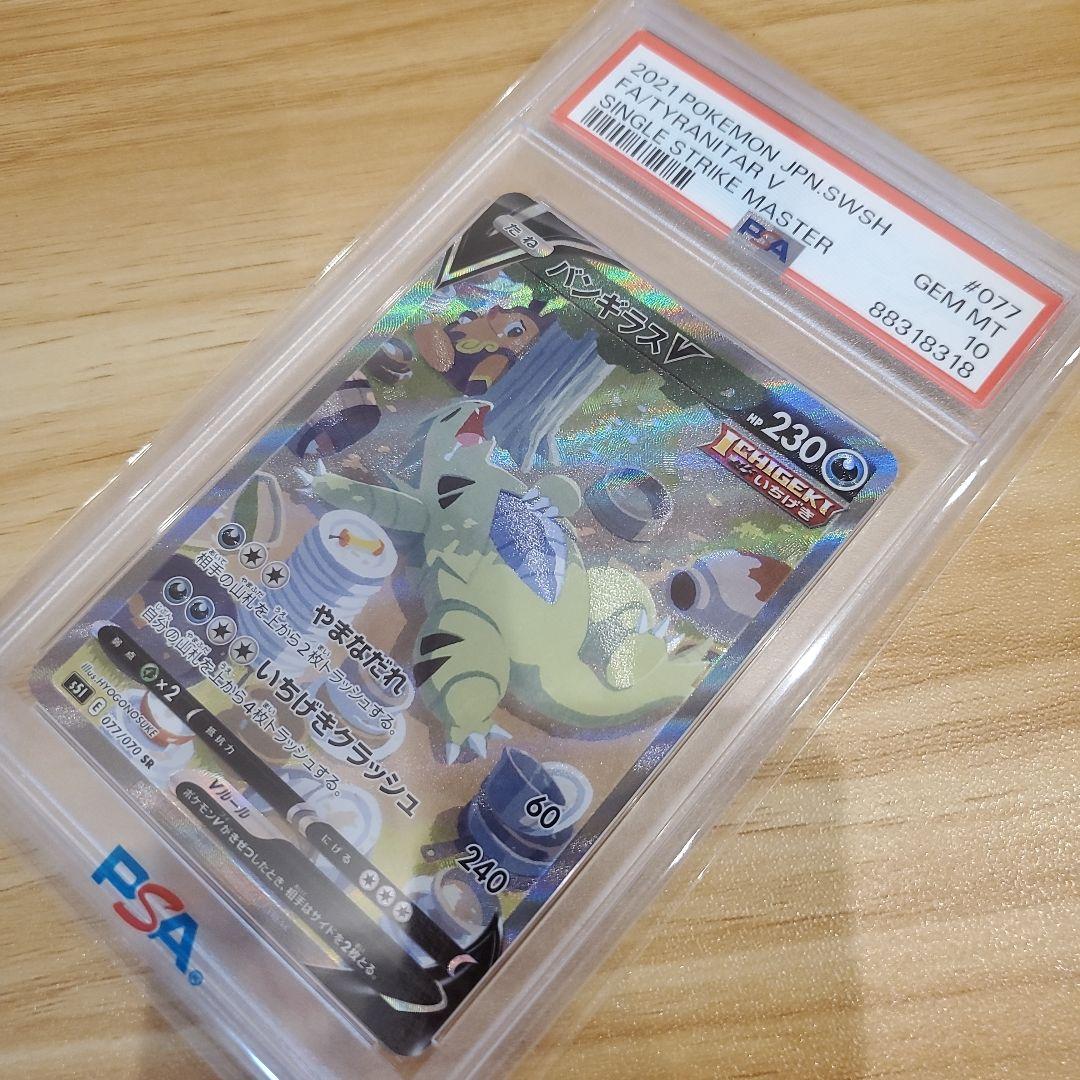 2021 POKEMON JPN.SWSH
#077
FA/TYRANITAR V
GEM MT
SINGLE STRIKE MASTER
10
PSA
88318318
たね
バンギラスV
HP 230
ICHIGEKI
いちげき
やまなだれ
60
相手の山札を上から2枚トラッシュする。
いちげきクラッシュ
240
自分の山札を上から4枚トラッシュする。
弱点
×2
抵抗力
にげる
illus. HYOGONOSUKE
E 077/070 SR
Vルール
ポケモンVがきぜつしたとき、相手はサイドを2枚とる。
PSA